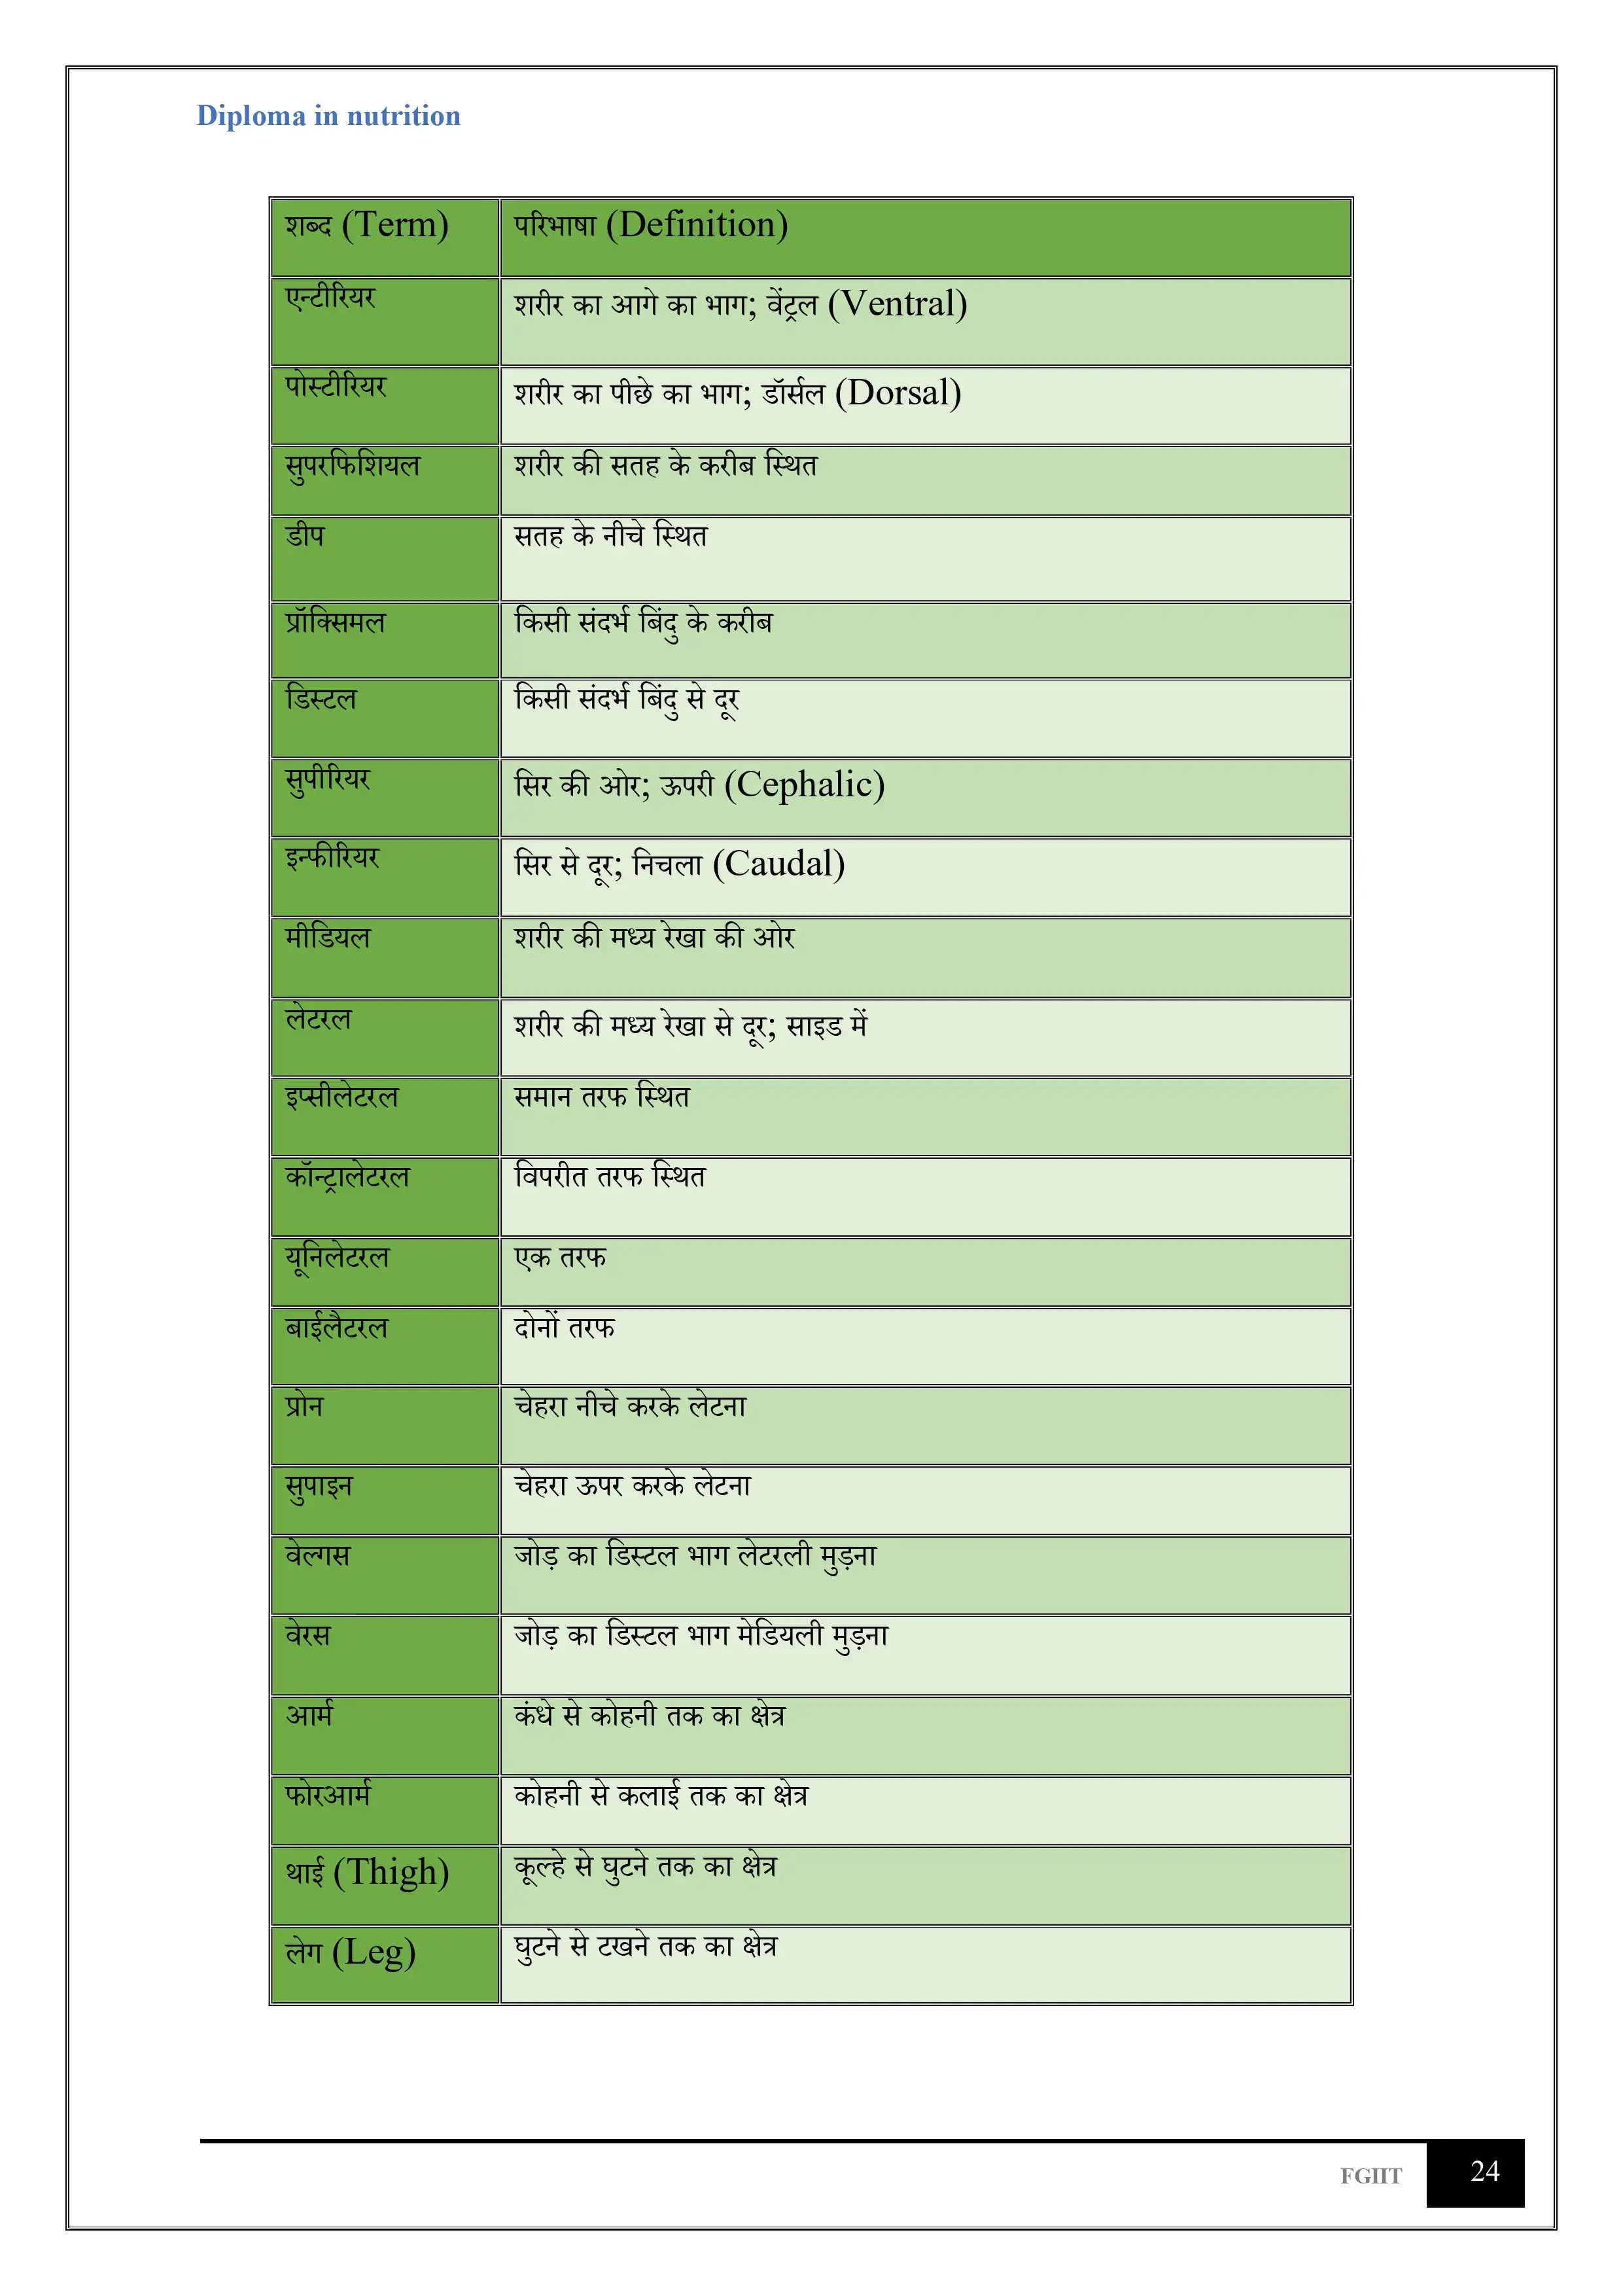 Diploma in nutrition
शब्द (Term) परिभाषा (Definition)
एन्टीरियर शरीर का आगे का भाग; वेंट्रल (Ventral)
पोस्टीरियर शरीर का पीछे का भाग; डॉर्सल (Dorsal)
सुपरफिशियल शरीर की सतह के करीब स्थित
डीप सतह के नीचे स्थित
प्रॉक्सिमल किसी संदर्भ बिंदु के करीब
डिस्टल किसी संदर्भ बिंदु से दूर
सुपीरियर सिर की ओर; ऊपरी (Cephalic)
इन्फीरियर सिर से दूर; निचला (Caudal)
मीडियल शरीर की मध्य रेखा की ओर
लेटरल शरीर की मध्य रेखा से दूर; साइड में
इप्सीलेटरल समान तरफ स्थित
कॉन्ट्रालेटरल विपरीत तरफ स्थित
यूनिलेटरल एक तरफ
बाईलैटरल दोनों तरफ
प्रोन चेहरा नीचे करके लेटना
सुपाइन चेहरा ऊपर करके लेटना
वेल्गस जोड़ का डिस्टल भाग लेटरली मुड़ना
वेरस जोड़ का डिस्टल भाग मेडियली मुड़ना
आर्म कंधे से कोहनी तक का क्षेत्र
फोरआर्म कोहनी से कलाई तक का क्षेत्र
थाई (Thigh) कूल्हे से घुटने तक का क्षेत्र
लेग (Leg) घुटने से टखने तक का क्षेत्र
FGIIT 24